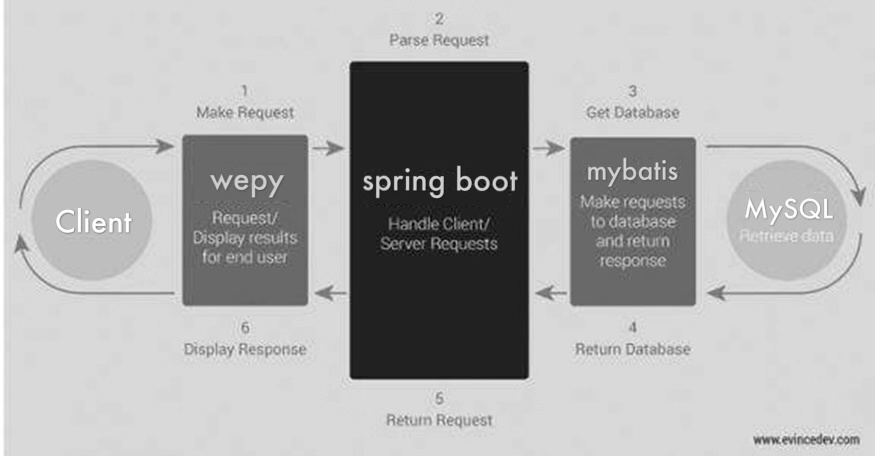 2
Parse Request
1
Make Request
3
Get Database
Client
wepy
Request/
Display results
for end user
spring boot
Handle Client/
Server Requests
mybatis
Make requests
to database
and return
response
MySQL
Retrieve data
6
Display Response
4
Return Database
5
Return Request
www.evincedev.com